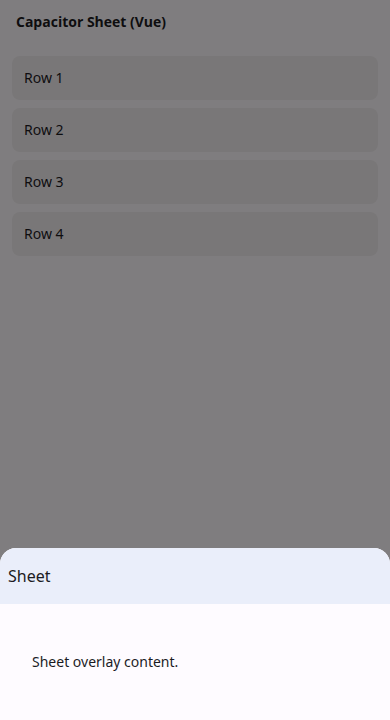 Capacitor Sheet (Vue)
Row 1
Row 2
Row 3
Row 4
Sheet
Sheet overlay content.